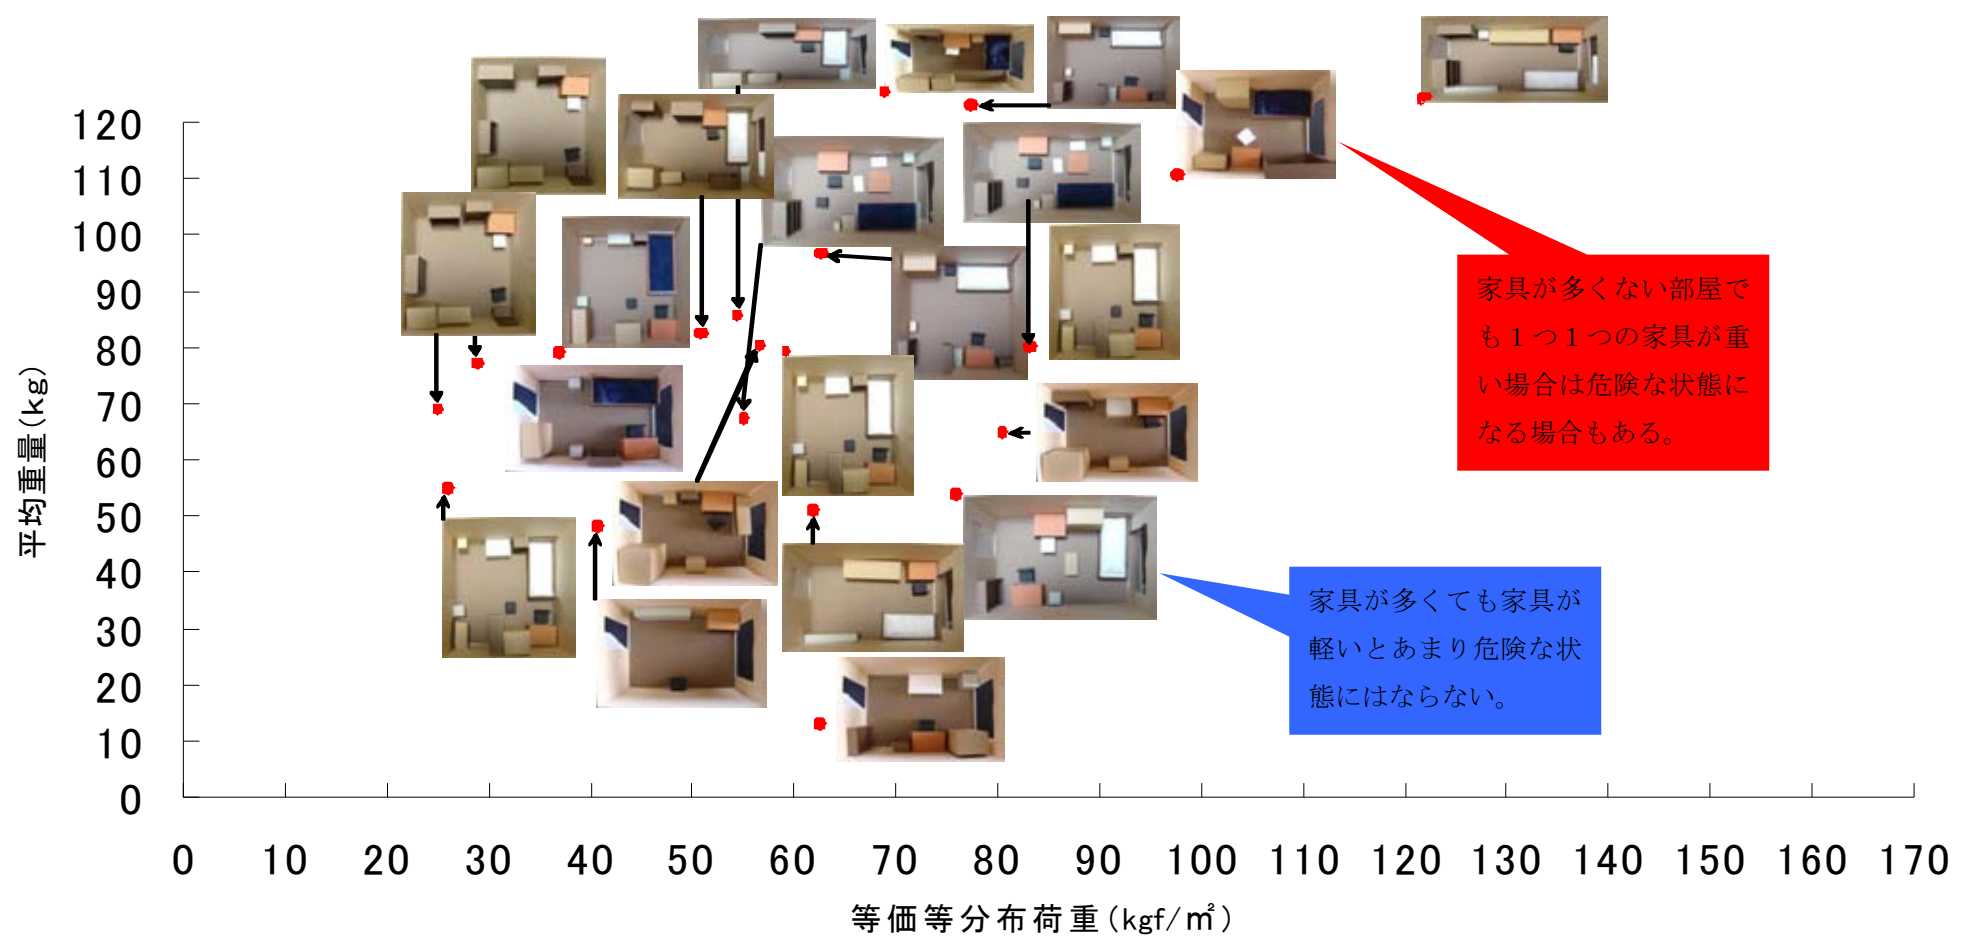 120
110
100
90
80
70
60
50
40
30
20
10
0
平均重量(kg)
0 10 20 30 40 50 60 70 80 90 100 110 120 130 140 150 160 170
等価等分布荷重(kgf/㎡)
家具が多くない部屋で
も１つ１つの家具が重
い場合は危険な状態に
なる場合もある。
家具が多くても家具が
軽いとあまり危険な状
態にはならない。